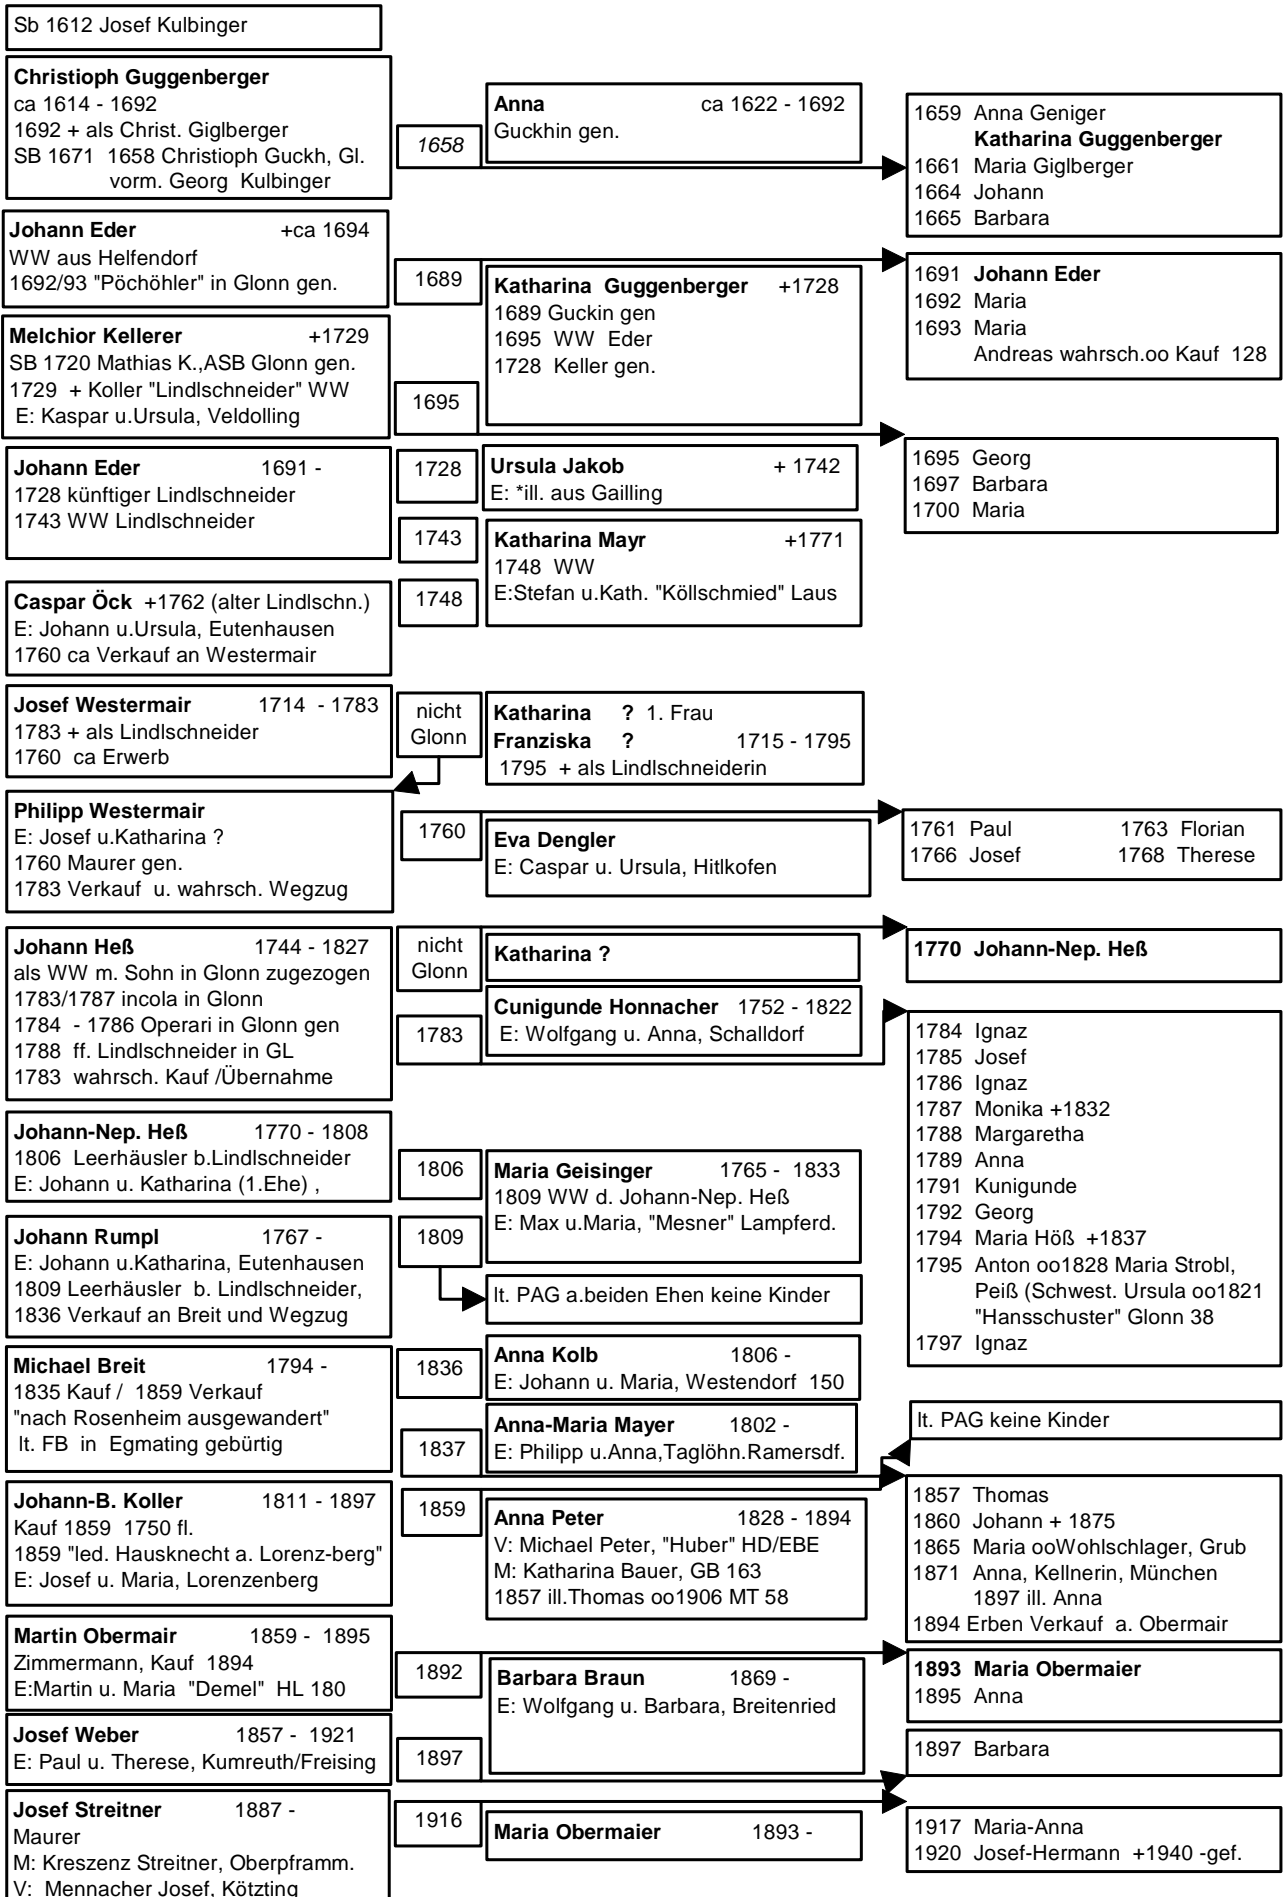 Sb 1612 Josef Kulbinger
Christioph Guggenberger
ca 1614 - 1692
1692 + als Christ. Giglberger
SB 1671 1658 Christioph Guckh, Gl.
vorm. Georg Kulbinger
1658
Anna ca 1622 - 1692
Guckhin gen.
1659 Anna Geniger
Katharina Guggenberger
1661 Maria Giglberger
1664 Johann
1665 Barbara
Johann Eder +ca 1694
WW aus Helfendorf
1692/93 "Pöchöhler" in Glonn gen.
1689
Katharina Guggenberger +1728
1689 Guckin gen
1695 WW Eder
1728 Keller gen.
1691 Johann Eder
1692 Maria
1693 Maria
Andreas wahrsch.oo Kauf 128
Melchior Kellerer +1729
SB 1720 Mathias K.,ASB Glonn gen.
1729 + Koller "Lindlschneider" WW
E: Kaspar u.Ursula, Veldolling
1695
1695 Georg
1697 Barbara
1700 Maria
Johann Eder 1691 -
1728 künftiger Lindlschneider
1743 WW Lindlschneider
1728
Ursula Jakob + 1742
E: *ill. aus Gailling
1743
Katharina Mayr +1771
1748 WW
E:Stefan u.Kath. "Köllschmied" Laus
1748
Caspar Öck +1762 (alter Lindlschn.)
E: Johann u.Ursula, Eutenhausen
1760 ca Verkauf an Westermair
Josef Westermair 1714 - 1783
1783 + als Lindlschneider
1760 ca Erwerb
nicht
Glonn
Katharina ? 1. Frau
Franziska ? 1715 - 1795
1795 + als Lindlschneiderin
Philipp Westermair
E: Josef u.Katharina ?
1760 Maurer gen.
1783 Verkauf u. wahrsch. Wegzug
1760
Eva Dengler
E: Caspar u. Ursula, Hitlkofen
1761 Paul 1763 Florian
1766 Josef 1768 Therese
Johann Heß 1744 - 1827
als WW m. Sohn in Glonn zugezogen
1783/1787 incola in Glonn
1784 - 1786 Operari in Glonn gen
1788 ff. Lindlschneider in GL
1783 wahrsch. Kauf /Übernahme
nicht
Glonn
Katharina ?
1770 Johann-Nep. Heß
1783
Cunigunde Honnacher 1752 - 1822
E: Wolfgang u. Anna, Schalldorf
1784 Ignaz
1785 Josef
1786 Ignaz
1787 Monika +1832
1788 Margaretha
1789 Anna
1791 Kunigunde
1792 Georg
1794 Maria Höß +1837
1795 Anton oo1828 Maria Strobl,
Peiß (Schwest. Ursula oo1821
"Hansschuster" Glonn 38
1797 Ignaz
Johann-Nep. Heß 1770 - 1808
1806 Leerhäusler b.Lindlschneider
E: Johann u. Katharina (1.Ehe) ,
1806
Maria Geisinger 1765 - 1833
1809 WW d. Johann-Nep. Heß
E: Max u.Maria, "Mesner" Lampferd.
Johann Rumpl 1767 -
E: Johann u.Katharina, Eutenhausen
1809 Leerhäusler b. Lindlschneider,
1836 Verkauf an Breit und Wegzug
1809
lt. PAG a.beiden Ehen keine Kinder
Michael Breit 1794 -
1835 Kauf / 1859 Verkauf
"nach Rosenheim ausgewandert"
lt. FB in Egmating gebürtig
1836
Anna Kolb 1806 -
E: Johann u. Maria, Westendorf 150
1837
Anna-Maria Mayer 1802 -
E: Philipp u.Anna,Taglöhn.Ramersdf.
lt. PAG keine Kinder
Johann-B. Koller 1811 - 1897
Kauf 1859 1750 fl.
1859 "led. Hausknecht a. Lorenz-berg"
E: Josef u. Maria, Lorenzenberg
1859
Anna Peter 1828 - 1894
V: Michael Peter, "Huber" HD/EBE
M: Katharina Bauer, GB 163
1857 ill.Thomas oo1906 MT 58
1857 Thomas
1860 Johann + 1875
1865 Maria ooWohlschlager, Grub
1871 Anna, Kellnerin, München
1897 ill. Anna
1894 Erben Verkauf a. Obermair
Martin Obermair 1859 - 1895
Zimmermann, Kauf 1894
E:Martin u. Maria "Demel" HL 180
1892
Barbara Braun 1869 -
E: Wolfgang u. Barbara, Breitenried
1893 Maria Obermaier
1895 Anna
Josef Weber 1857 - 1921
E: Paul u. Therese, Kumreuth/Freising
1897
1897 Barbara
Josef Streitner 1887 -
Maurer
M: Kreszenz Streitner, Oberpframm.
V: Mennacher Josef, Kötzting
1916
Maria Obermaier 1893 -
1917 Maria-Anna
1920 Josef-Hermann +1940 -gef.